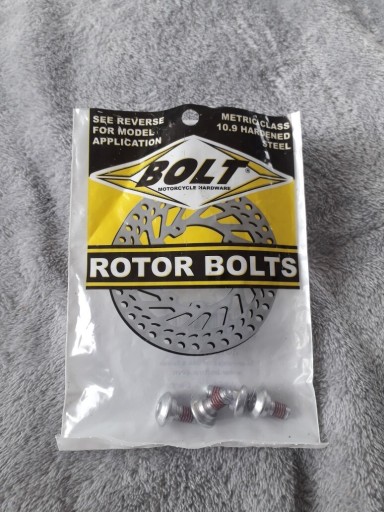 SEE REVERSE
FOR MODEL
APPLICATION
METRIC CLASS
10.9 HARDENED
STEEL
BOLT
MOTORCYCLE HARDWARE
ROTOR BOLTS